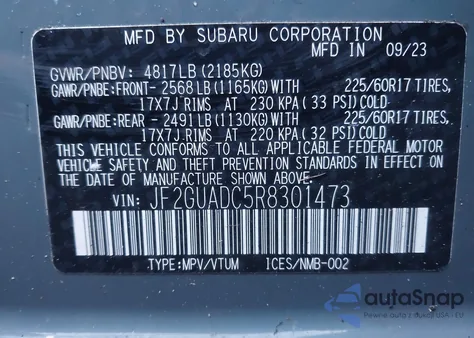 MFD BY SUBARU CORPORATION
MFD IN 09/23
GVWR/PNBV: 4817LB (2185KG)
GAWR/PNBE:FRONT- 2568LB (1165KG)WITH 225/60R17 TIRES,
17X7J RIMS AT 230 KPA (33 PSI)COLD
GAWR/PNBE:REAR - 2491LB (1130KG)WITH 225/60R17 TIRES,
17X7J RIMS AT 220 KPA (32 PSI)COLD
THIS VEHICLE CONFORMS TO ALL APPLICABLE FEDERAL MOTOR
VEHICLE SAFETY AND THEFT PREVENTION STANDARDS IN EFFECT
ON THE DATE OF MANUFACTURE SHOWN ABOVE.
VIN: JF2GUADC5R8301473
TYPE:MPV/VTUM ICES/NMB-002
autoSnap